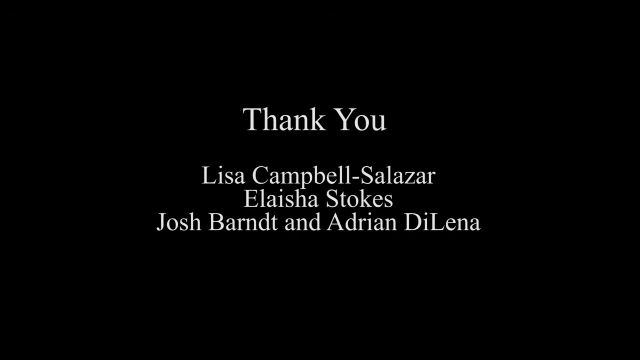 Thank You
Lisa Campbell-Salazar
Elaisha Stokes
Josh Barndt and Adrian DiLena